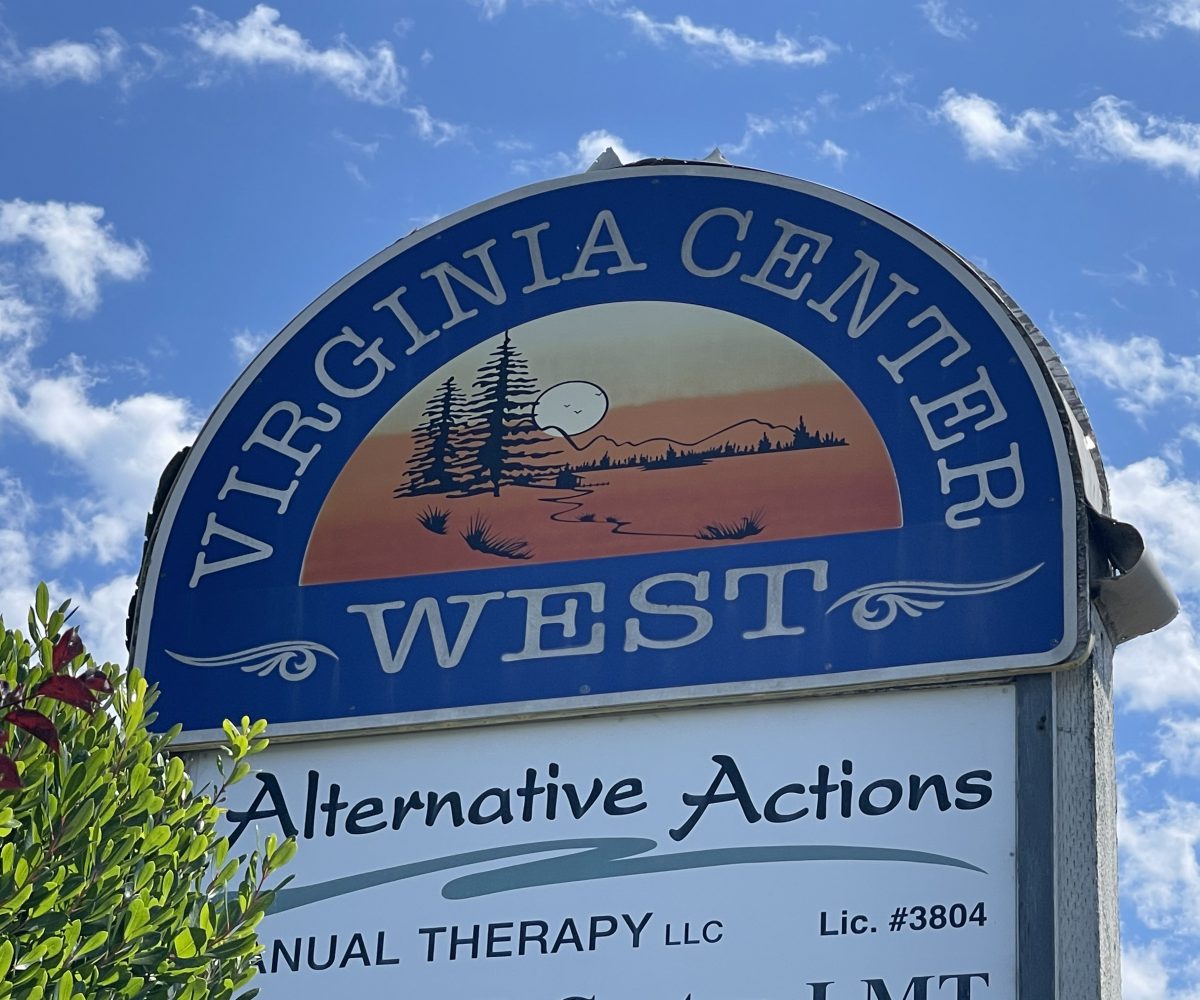 VIRGINIA CENTER
WEST
Alternative Actions
ANUAL THERAPY LLC
Lic. #3804
LMT